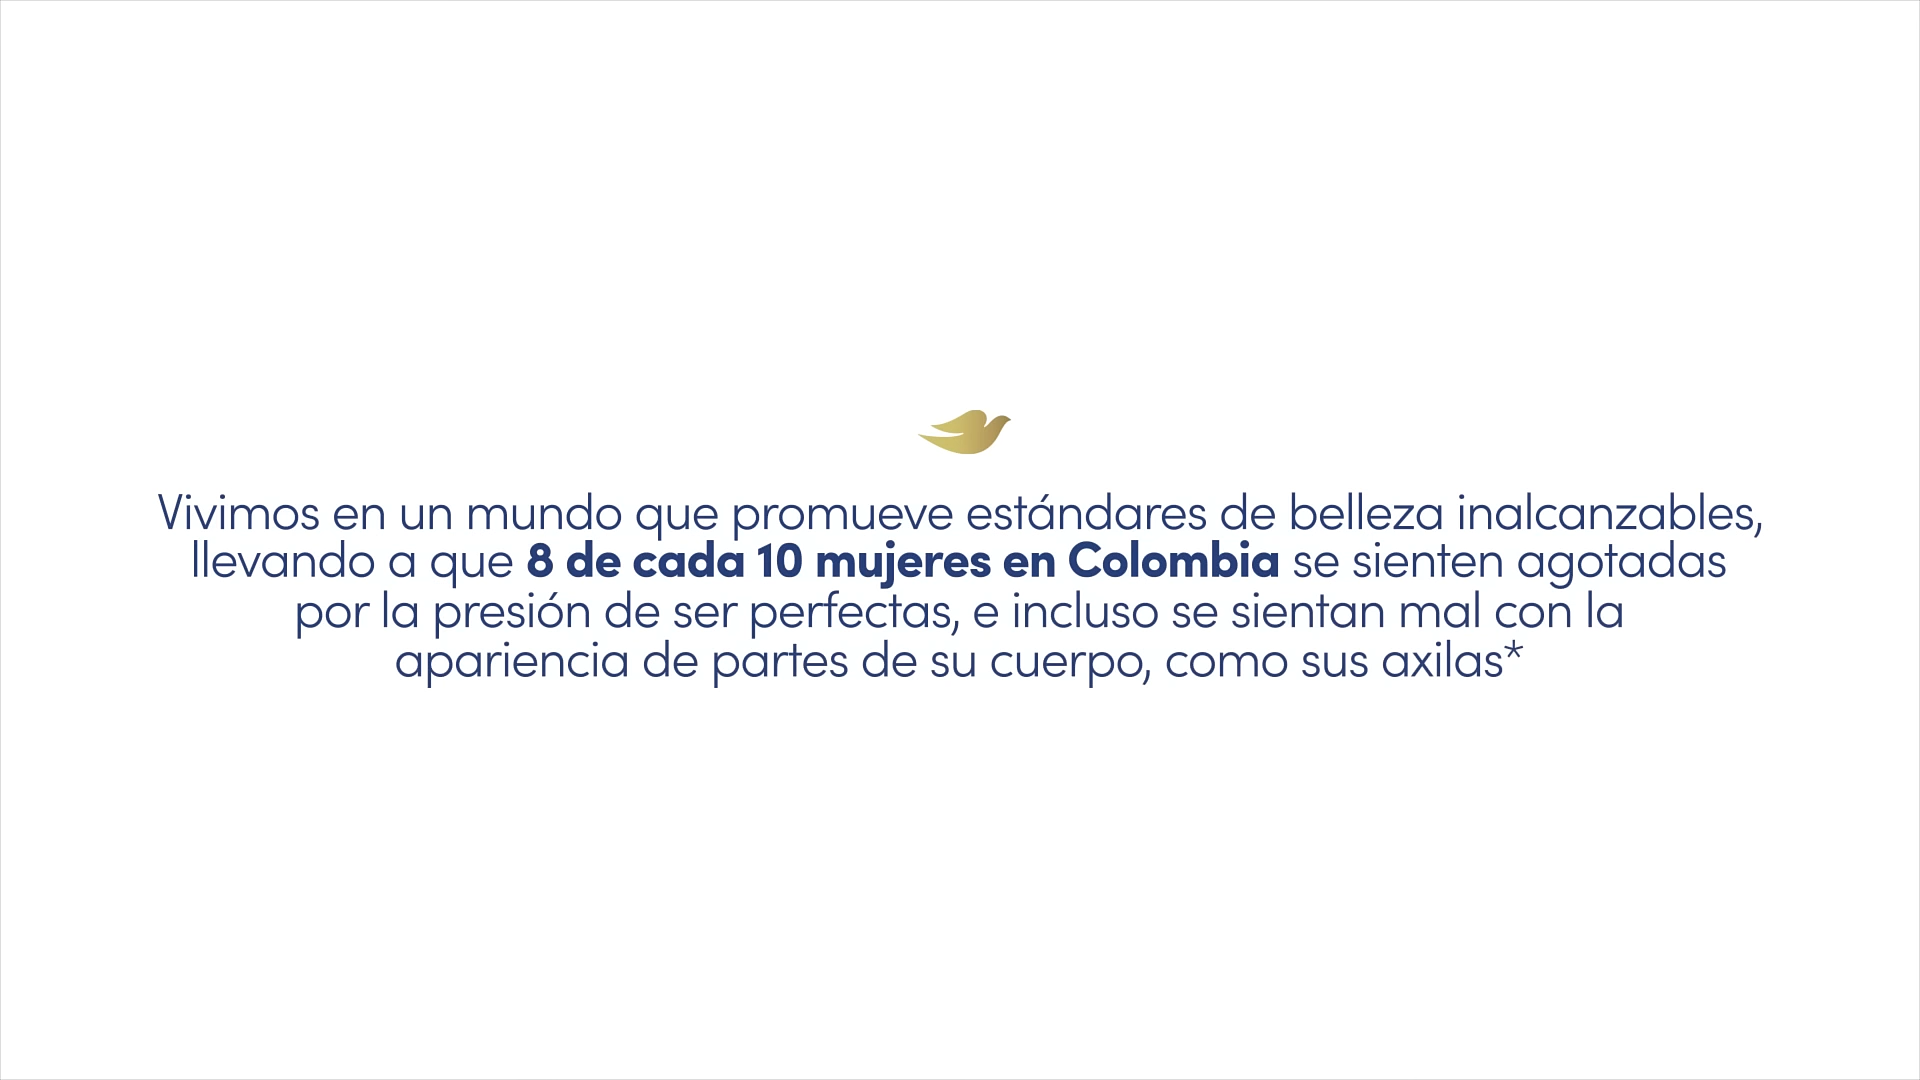 Vivimos en un mundo que promueve estándares de belleza inalcanzables,
llevando a que 8 de cada 10 mujeres en Colombia se sienten agotadas
por la presión de ser perfectas, e incluso se sientan mal con la
apariencia de partes de su cuerpo, como sus axilas*